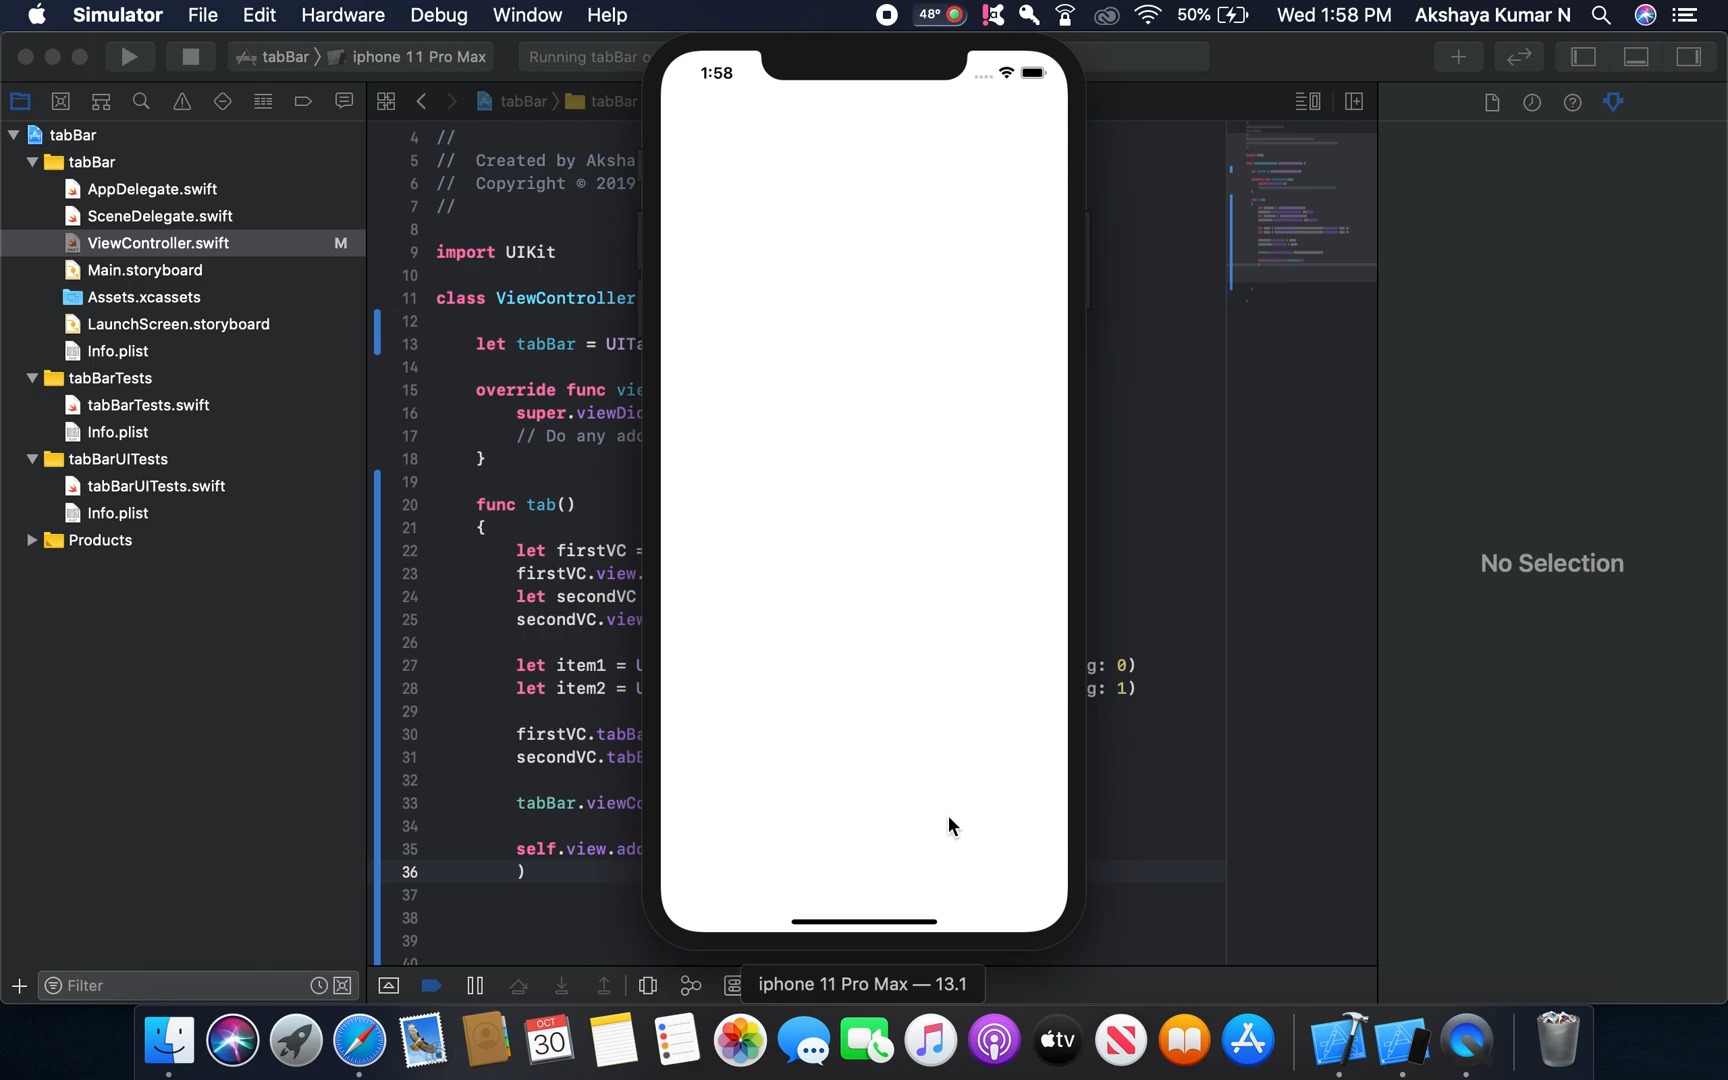 Simulator File Edit Hardware Debug Window Help 48° 50% Wed 1:58 PM Akshaya Kumar N
tabBar iphone 11 Pro Max Running tabBar o
tabBar tabBar
1:58
tabBar
tabBar
AppDelegate.swift
SceneDelegate.swift
ViewController.swift M
Main.storyboard
Assets.xcassets
LaunchScreen.storyboard
Info.plist
tabBarTests
tabBarTests.swift
Info.plist
tabBarUITests
tabBarUITests.swift
Info.plist
Products
Filter
4 //
5 // Created by Aksha
6 // Copyright © 2019
7 //
8
9 import UIKit
10
11 class ViewController
12
13 let tabBar = UITa
14
15 override func vie
16 super.viewDid
17 // Do any add
18 }
19
20 func tab()
21 {
22 let firstVC =
23 firstVC.view.
24 let secondVC
25 secondVC.view
26
27 let item1 = U g: 0)
28 let item2 = U g: 1)
29
30 firstVC.tabBa
31 secondVC.tabB
32
33 tabBar.viewCo
34
35 self.view.add
36 )
37
38
39
40
No Selection
iphone 11 Pro Max — 13.1
OCT
30
tv